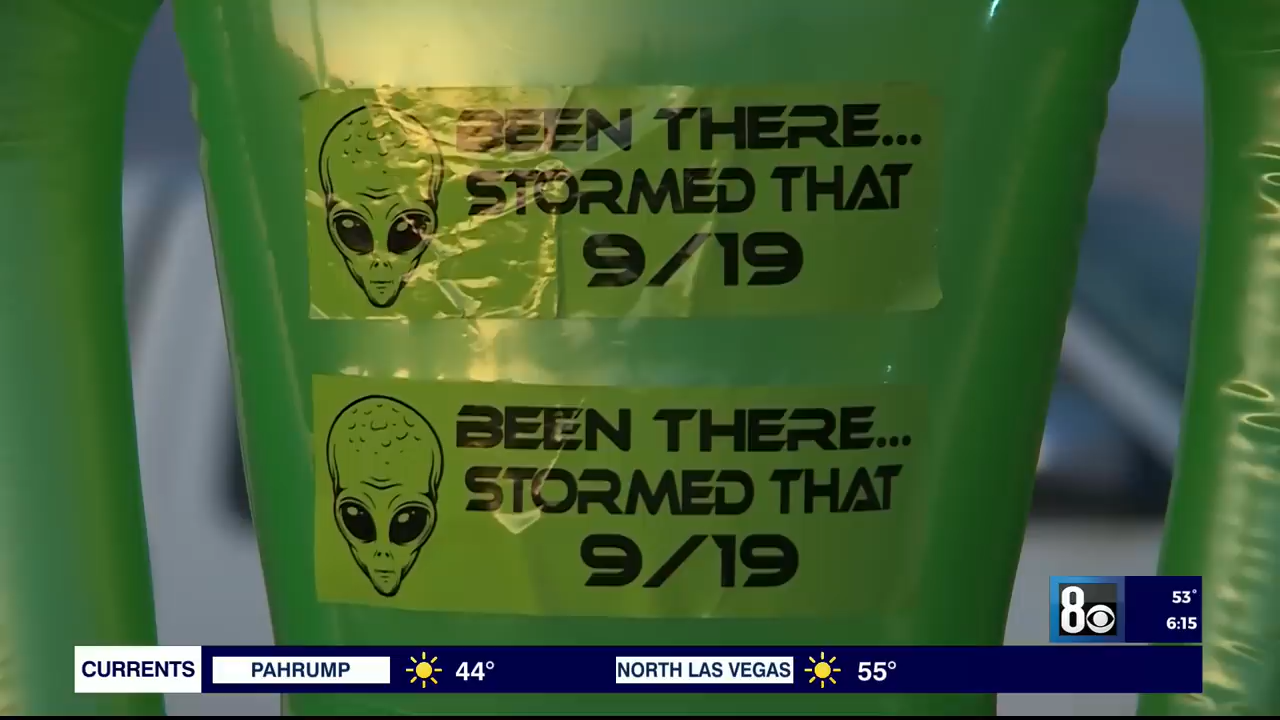 BEEN THERE...
STORMED THAT
9/19
BEEN THERE...
STORMED THAT
9/19
8
53°
6:15
CURRENTS PAHRUMP 44° NORTH LAS VEGAS 55°